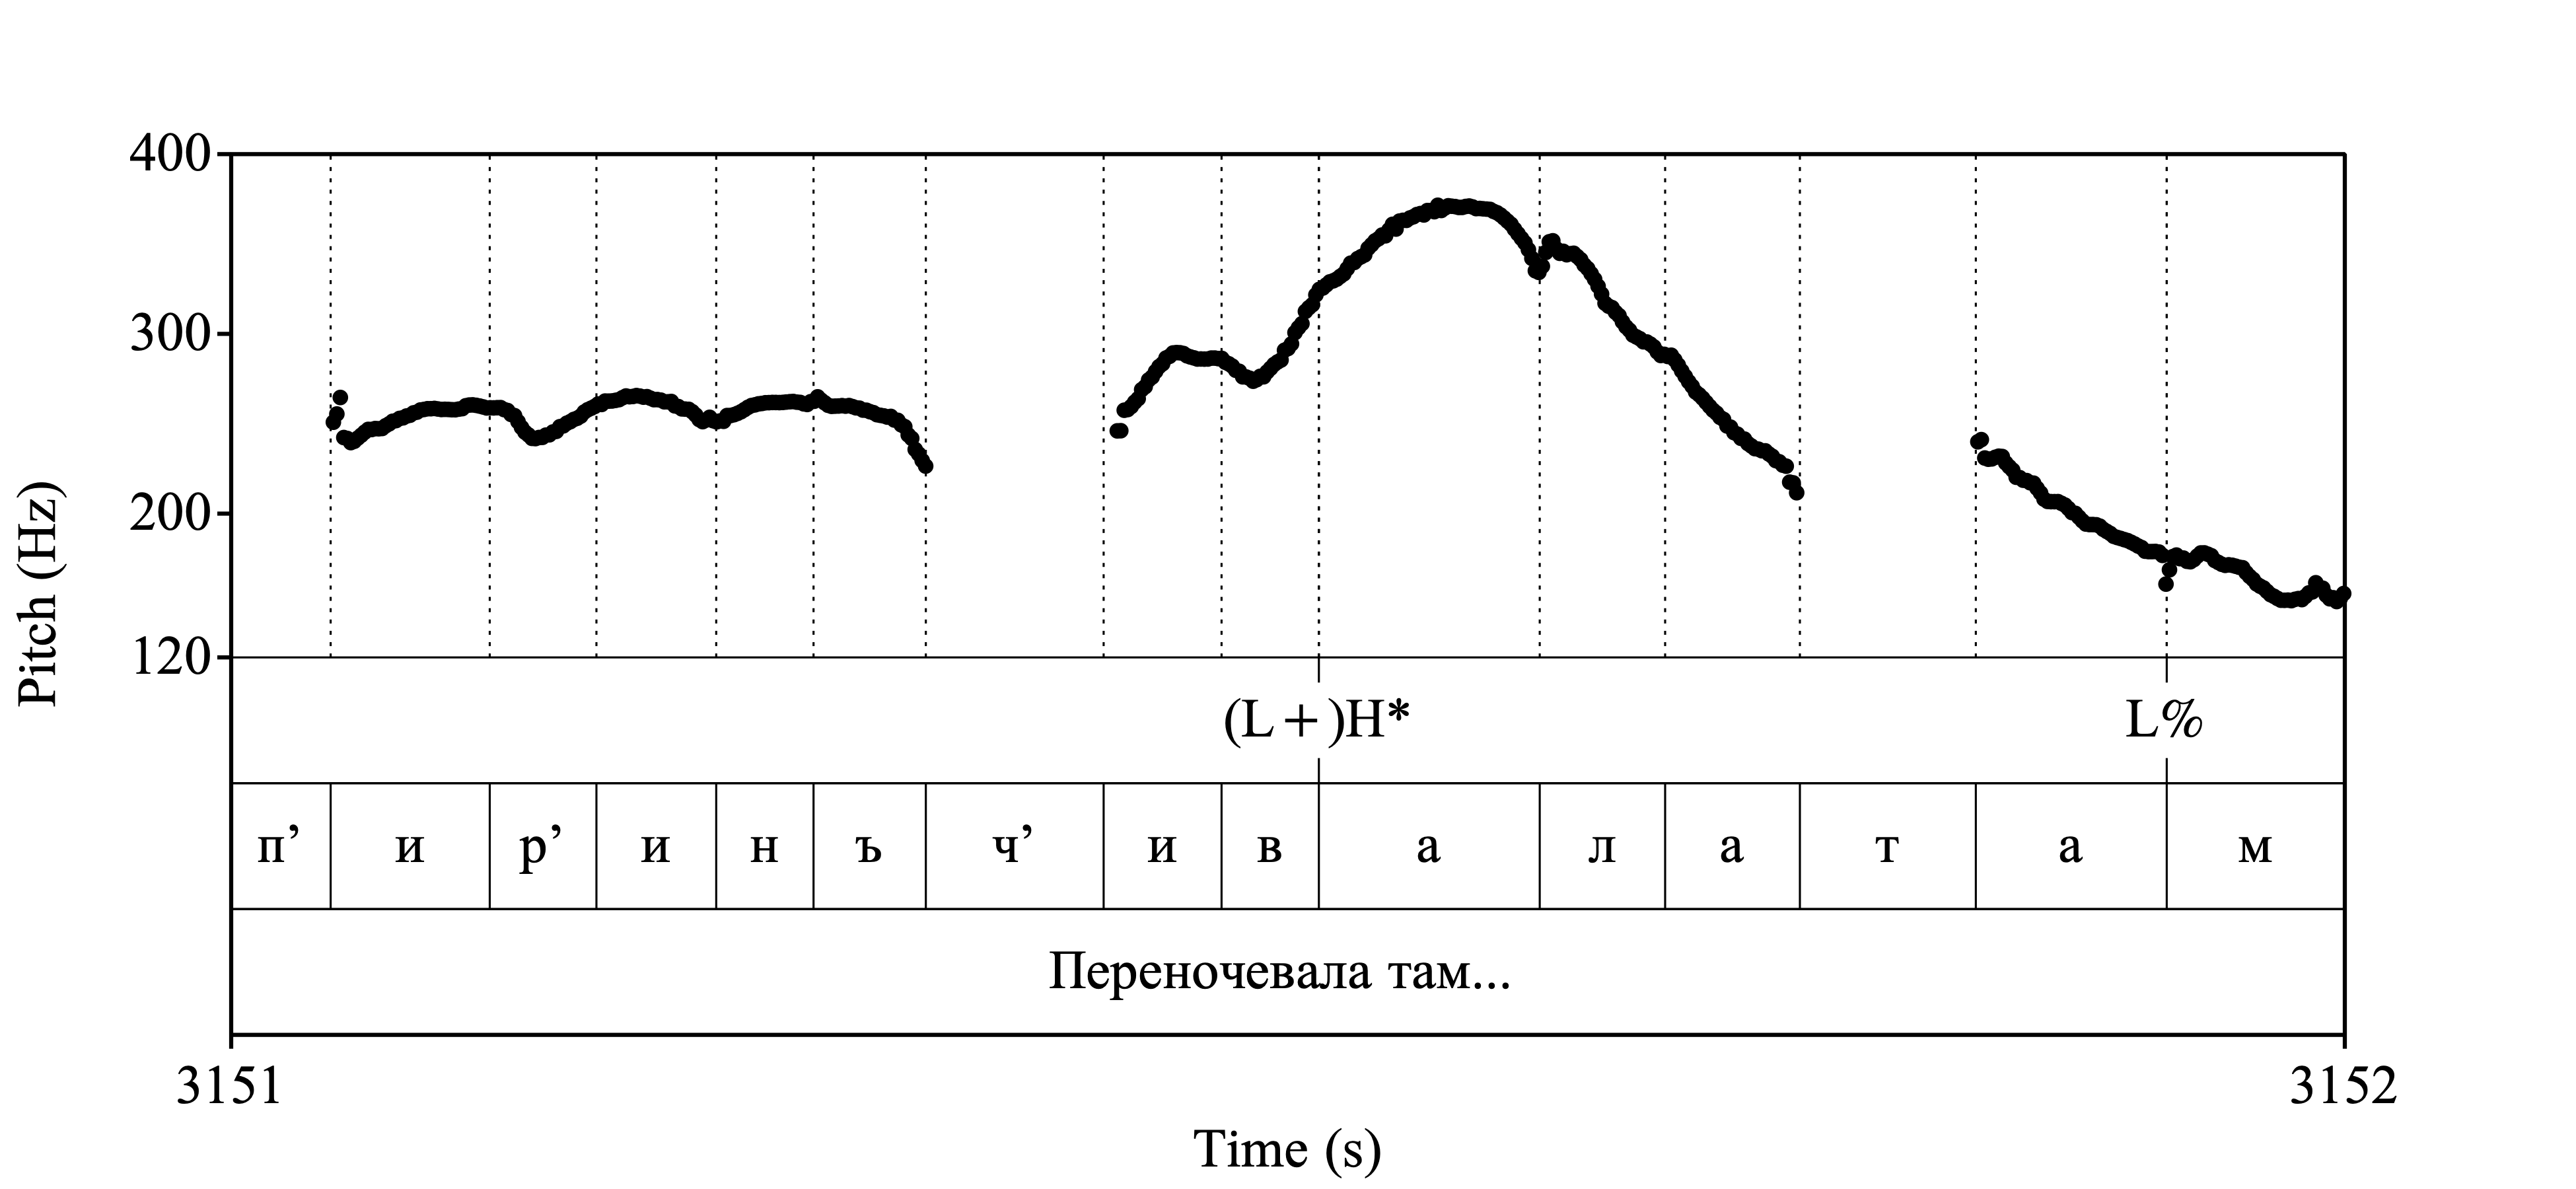 400
300
200
120
Pitch (Hz)
(L+)H* L%
п’ и р’ и н ъ ч’ и в а л а т а м
Переночевала там...
3151 3152
Time (s)